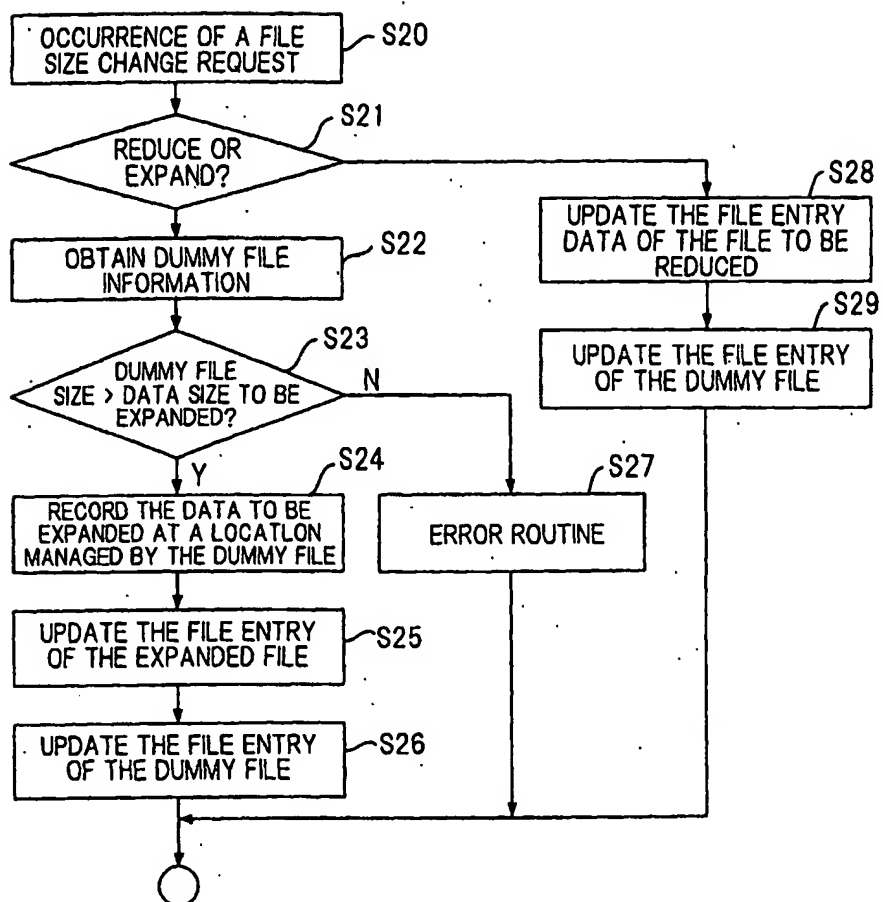 OCCURRENCE OF A FILE
SIZE CHANGE REQUEST
S20
REDUCE OR
EXPAND?
S21
OBTAIN DUMMY FILE
INFORMATION
S22
DUMMY FILE
SIZE > DATA SIZE TO BE
EXPANDED?
S23
N
Y
RECORD THE DATA TO BE
EXPANDED AT A LOCATLON
MANAGED BY THE DUMMY FILE
S24
UPDATE THE FILE ENTRY
OF THE EXPANDED FILE
S25
UPDATE THE FILE ENTRY
OF THE DUMMY FILE
S26
ERROR ROUTINE
S27
UPDATE THE FILE ENTRY
DATA OF THE FILE TO BE
REDUCED
S28
UPDATE THE FILE ENTRY
OF THE DUMMY FILE
S29